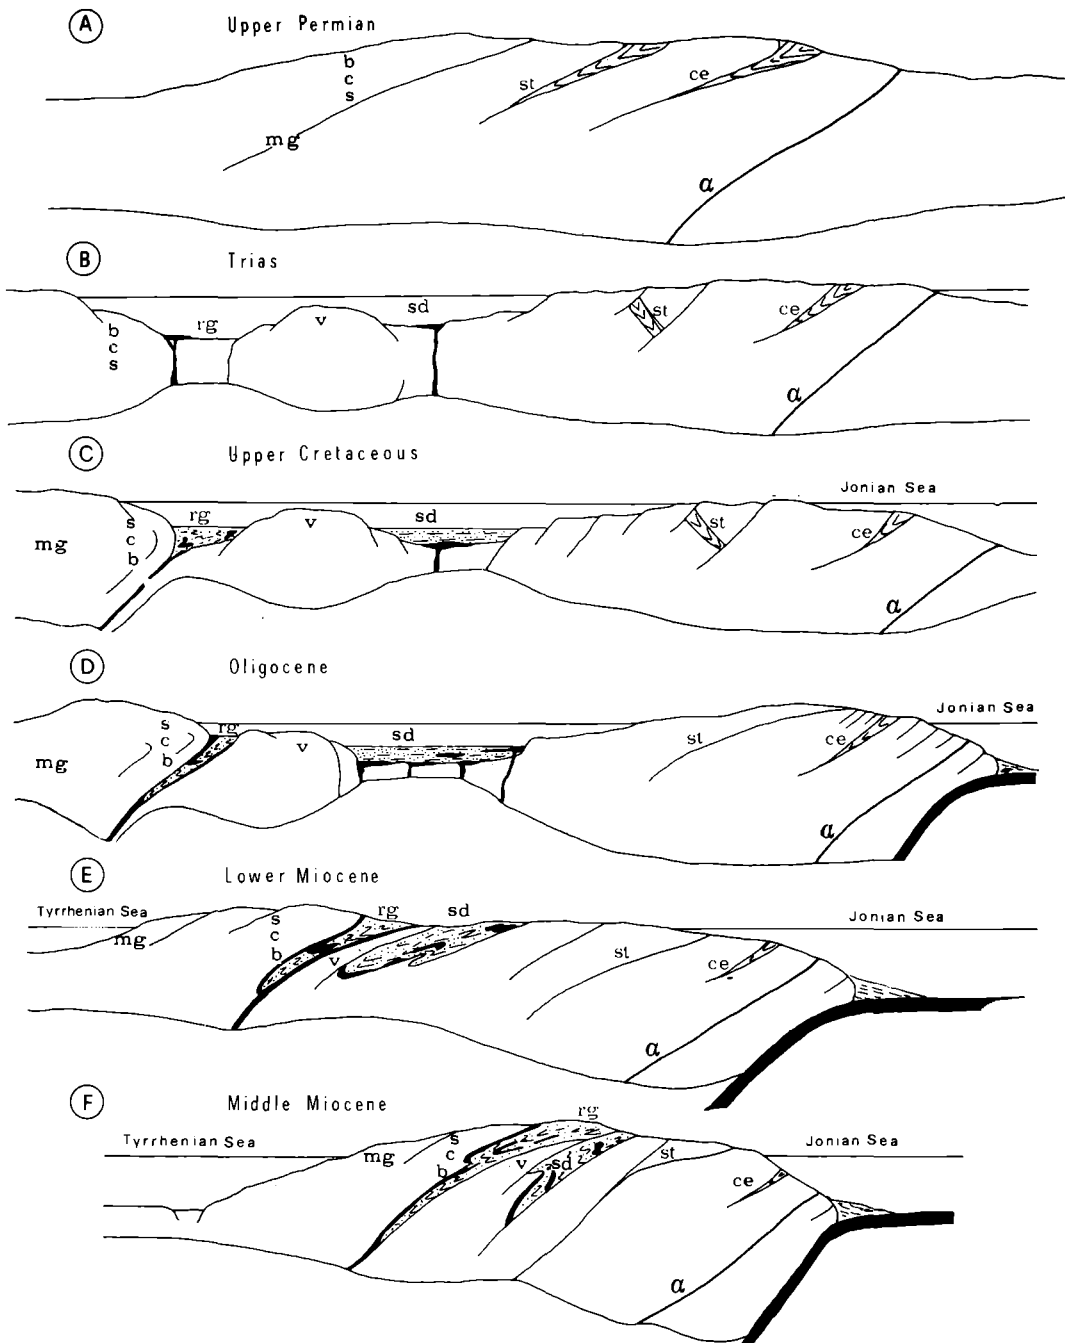 A Upper Permian
b
c
s
st
ce
mg
a
B Trias
sd
rg
v
b
c
s
st
ce
a
C Upper Cretaceous
Jonian Sea
s
c
b
rg
v
sd
st
ce
mg
a
D Oligocene
Jonian Sea
s
c
b
rg
v
sd
st
ce
mg
a
E Lower Miocene
Tyrrhenian Sea
Jonian Sea
mg
s
c
b
rg
sd
v
st
ce
a
F Middle Miocene
rg
Tyrrhenian Sea
Jonian Sea
mg
s
c
b
v
sd
st
ce
a